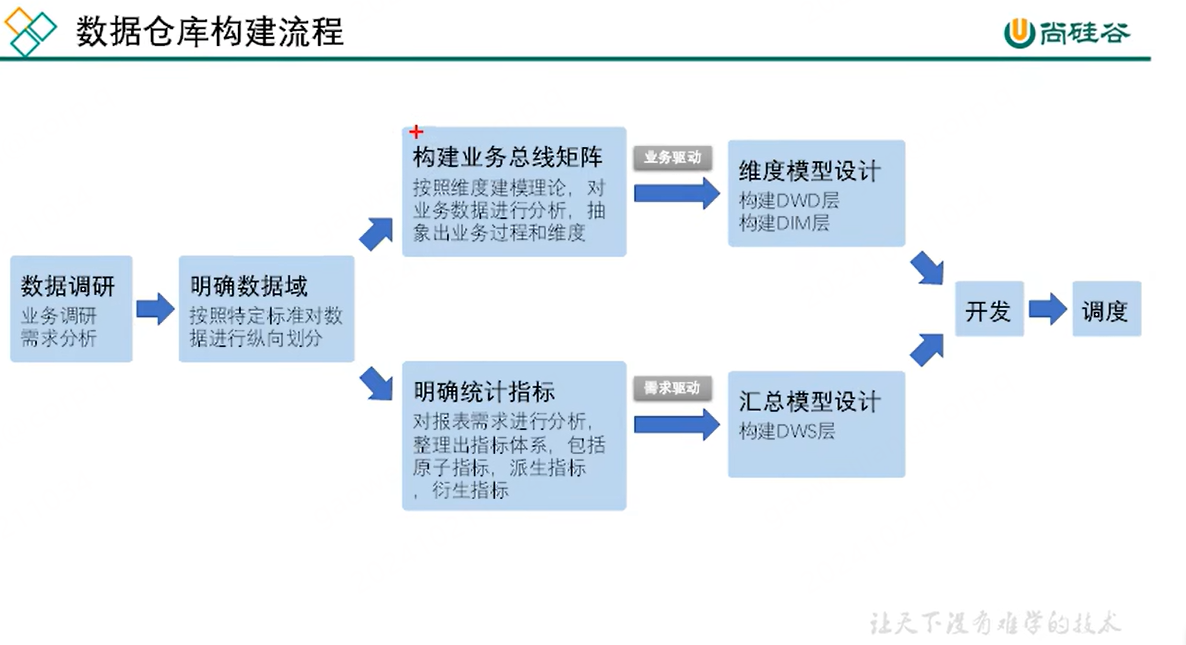 数据仓库构建流程
尚硅谷
构建业务总线矩阵
按照维度建模理论，对
业务数据进行分析，抽
象出业务过程和维度
业务驱动
维度模型设计
构建DWD层
构建DIM层
数据调研
业务调研
需求分析
明确数据域
按照特定标准对数
据进行纵向划分
开发
调度
明确统计指标
对报表需求进行分析，
整理出指标体系，包括
原子指标，派生指标
，衍生指标
需求驱动
汇总模型设计
构建DWS层
让天下没有难学的技术